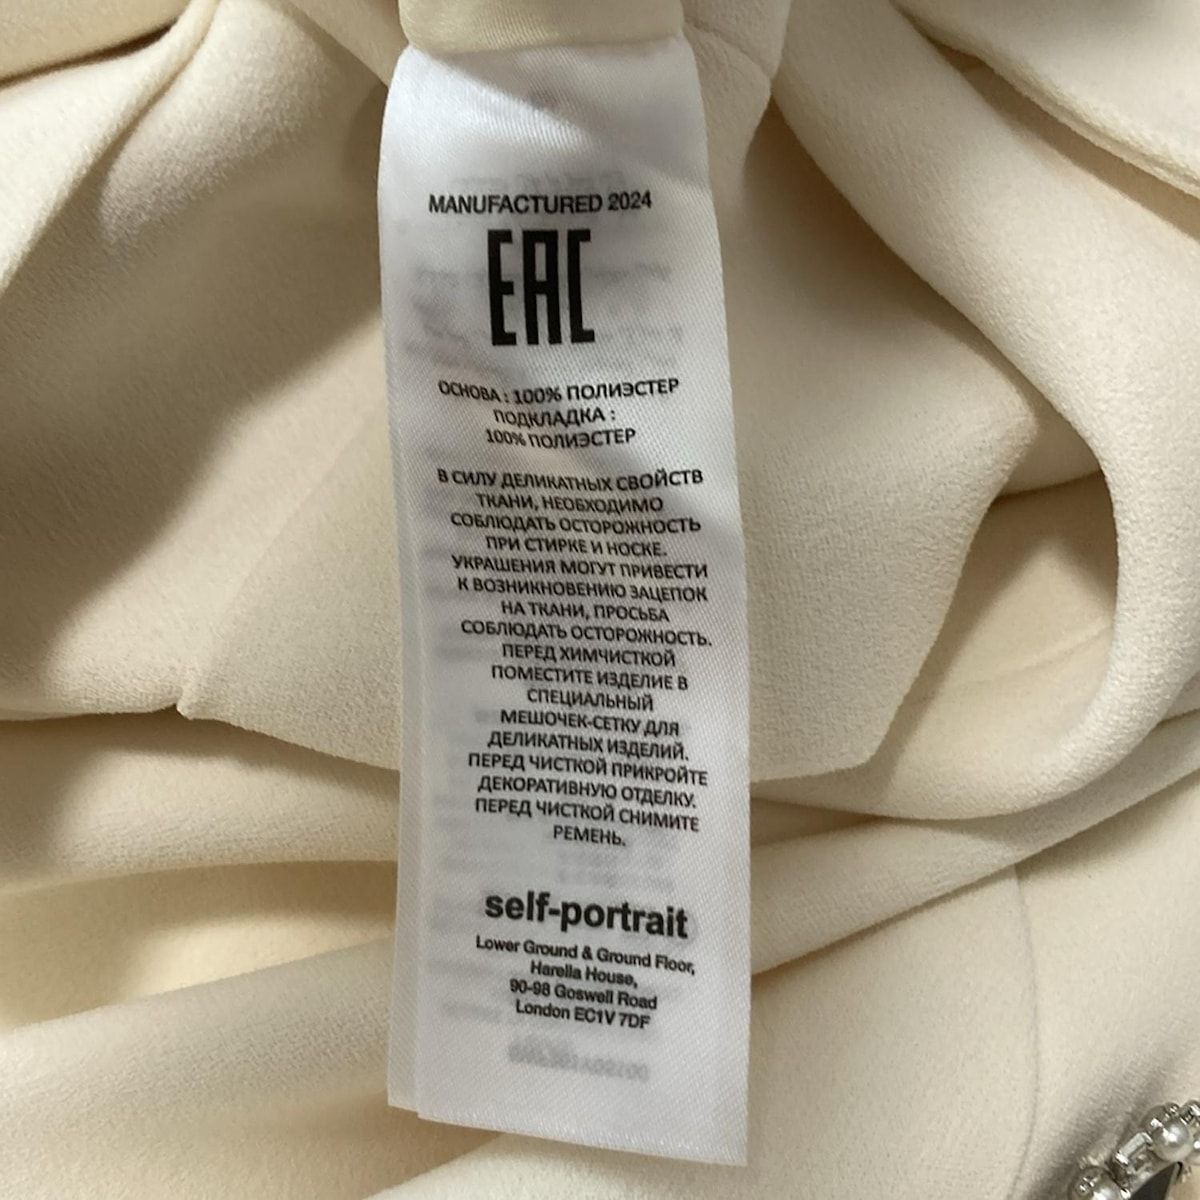 MANUFACTURED 2024
EAC
ОСНОВА : 100% ПОЛИЭСТЕР
ПОДКЛАДКА :
100% ПОЛИЭСТЕР
В СИЛУ ДЕЛИКАТНЫХ СВОЙСТВ
ТКАНИ, НЕОБХОДИМО
СОБЛЮДАТЬ ОСТОРОЖНОСТЬ
ПРИ СТИРКЕ И НОСКЕ.
УКРАШЕНИЯ МОГУТ ПРИВЕСТИ
К ВОЗНИКНОВЕНИЮ ЗАЦЕПОК
НА ТКАНИ, ПРОСЬБА
СОБЛЮДАТЬ ОСТОРОЖНОСТЬ.
ПЕРЕД ХИМЧИСТКОЙ
ПОМЕСТИТЕ ИЗДЕЛИЕ В
СПЕЦИАЛЬНЫЙ
МЕШОЧЕК-СЕТКУ ДЛЯ
ДЕЛИКАТНЫХ ИЗДЕЛИЙ.
ПЕРЕД ЧИСТКОЙ ПРИКРОЙТЕ
ДЕКОРАТИВНУЮ ОТДЕЛКУ.
ПЕРЕД ЧИСТКОЙ СНИМИТЕ
РЕМЕНЬ.
self-portrait
Lower Ground & Ground Floor,
Harella House,
90-98 Goswell Road
London EC1V 7DF